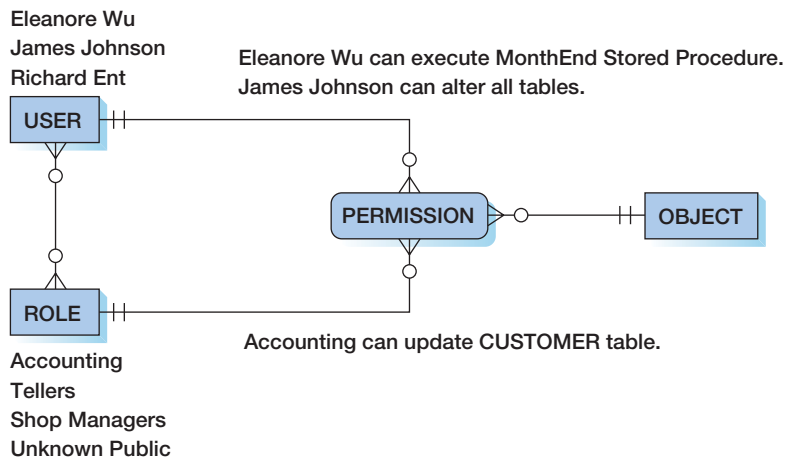 Eleanore Wu
James Johnson
Richard Ent
Eleanore Wu can execute MonthEnd Stored Procedure.
James Johnson can alter all tables.
USER
PERMISSION
OBJECT
ROLE
Accounting can update CUSTOMER table.
Accounting
Tellers
Shop Managers
Unknown Public